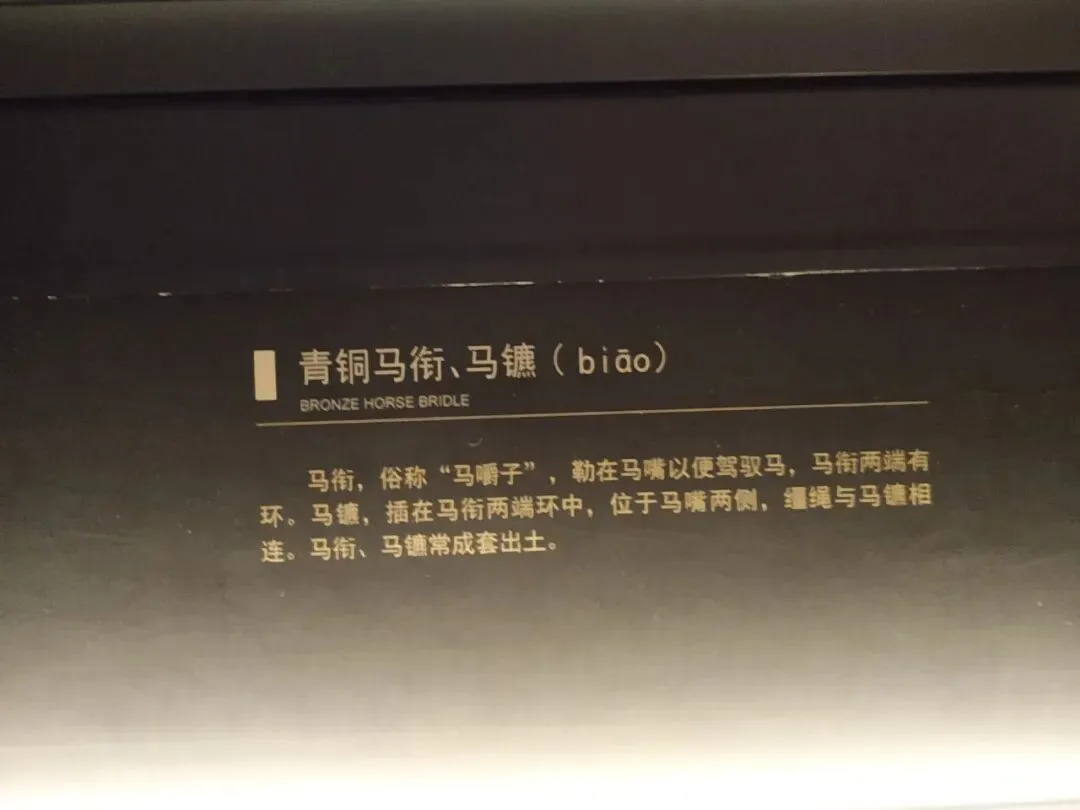 青铜马衔、马镳（biāo）
BRONZE HORSE BRIDLE
马衔，俗称“马嚼子”，勒在马嘴以便驾驭马，马衔两端有
环。马镳，插在马衔两端环中，位于马嘴两侧，缰绳与马镳相
连。马衔、马镳常成套出土。